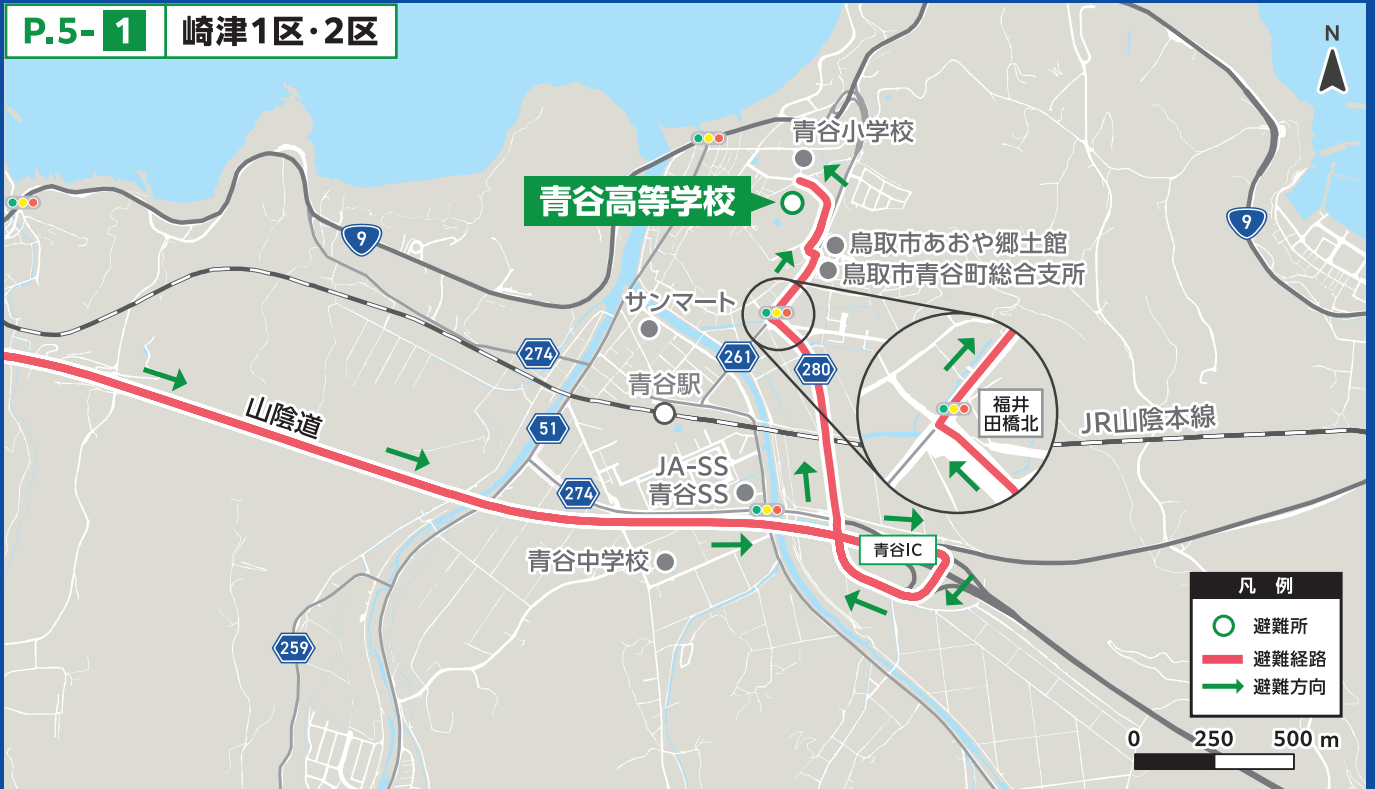 P.5-1 崎津1区・2区
N
青谷小学校
青谷高等学校
9
9
鳥取市あおや郷土館
鳥取市青谷町総合支所
サンマート
274
261
280
青谷駅
福井
田橋北
山陰道
51
JR山陰本線
JA-SS
青谷SS
274
青谷IC
青谷中学校
259
凡 例
避難所
避難経路
避難方向
0 250 500 m